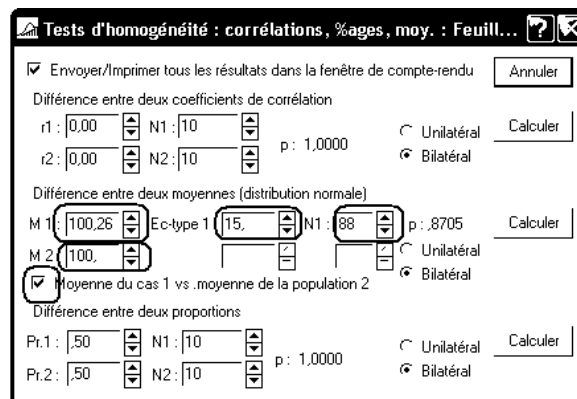 Tests d'homogénéité : corrélations, %ages, moy. : Feuill...
Envoyer/Imprimer tous les résultats dans la fenêtre de compte-rendu Annuler
Différence entre deux coefficients de corrélation
r1 : 0,00 N1 : 10 p : 1,0000 Unilatéral Calculer
r2 : 0,00 N2 : 10 Bilatéral
Différence entre deux moyennes (distribution normale)
M 1 : 100,26 Ec-type 1 15, N1 : 88 p : ,8705 Calculer
M 2 100, Unilatéral
Bilatéral
Moyenne du cas 1 vs .moyenne de la population 2
Différence entre deux proportions
Pr.1 : ,50 N1 : 10 p : 1,0000 Unilatéral Calculer
Pr.2 : ,50 N2 : 10 Bilatéral